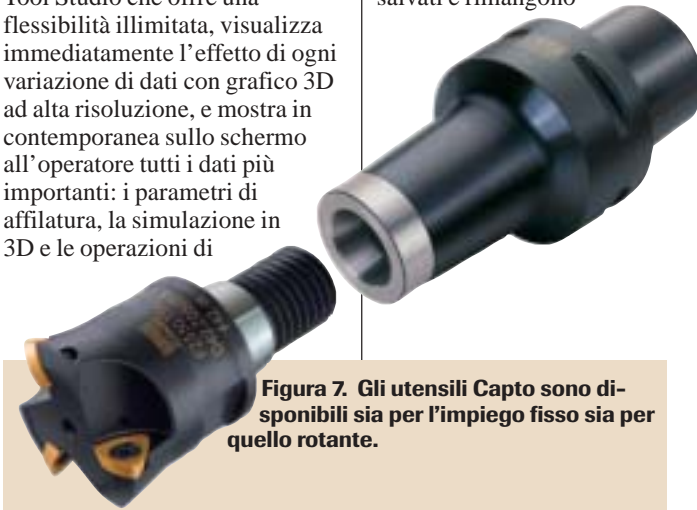 Tool Studio che offre una
flessibilità illimitata, visualizza
immediatamente l'effetto di ogni
variazione di dati con grafico 3D
ad alta risoluzione, e mostra in
contemporanea sullo schermo
all'operatore tutti i dati più
importanti: i parametri di
affilatura, la simulazione in
3D e le operazioni di
salvati e rimangono
Figura 7. Gli utensili Capto sono di-
sponibili sia per l'impiego fisso sia per
quello rotante.